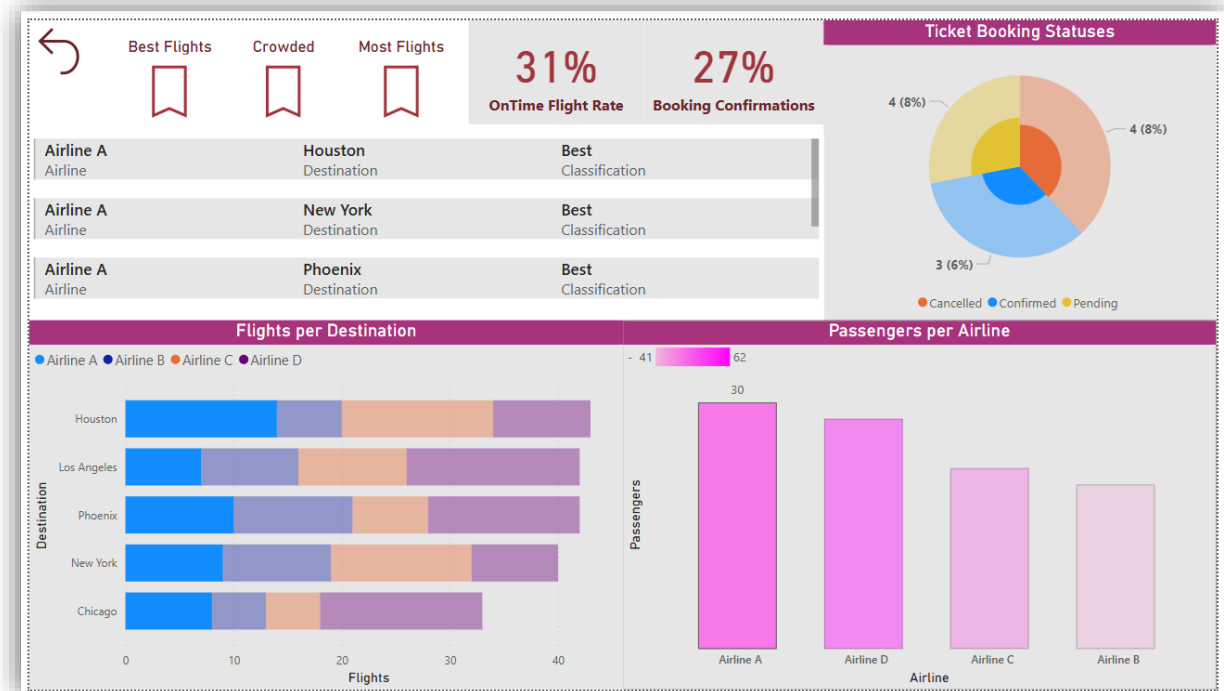 Best Flights Crowded Most Flights
31% 27%
OnTime Flight Rate Booking Confirmations
Ticket Booking Statuses
4 (8%)
4 (8%)
3 (6%)
Cancelled Confirmed Pending
Airline A Houston Best
Airline Destination Classification
Airline A New York Best
Airline Destination Classification
Airline A Phoenix Best
Airline Destination Classification
Flights per Destination
Airline A Airline B Airline C Airline D
Destination
Houston
Los Angeles
Phoenix
New York
Chicago
0 10 20 30 40
Flights
Passengers per Airline
- 41 62
30
Passengers
Airline A Airline D Airline C Airline B
Airline